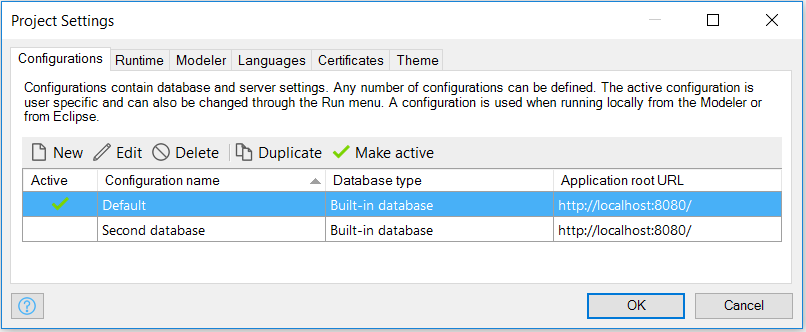 Project Settings
Configurations Runtime Modeler Languages Certificates Theme
Configurations contain database and server settings. Any number of configurations can be defined. The active configuration is
user specific and can also be changed through the Run menu. A configuration is used when running locally from the Modeler or
from Eclipse.
New Edit Delete Duplicate Make active
Active Configuration name Database type Application root URL
Default Built-in database http://localhost:8080/
Second database Built-in database http://localhost:8080/
? OK Cancel